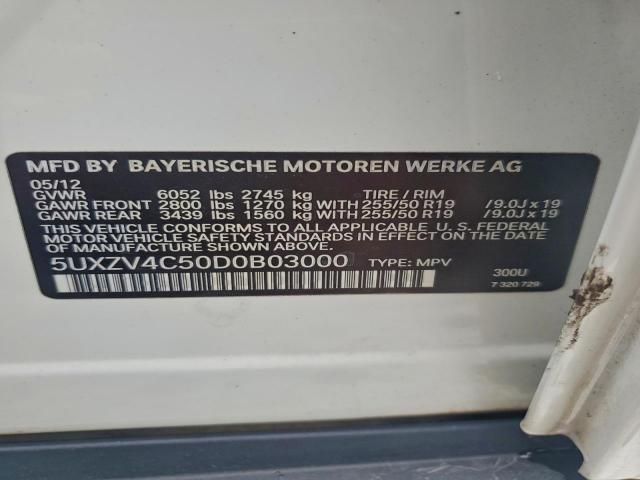 MFD BY BAYERISCHE MOTOREN WERKE AG
05/12
GVWR 6052 lbs 2745 kg TIRE / RIM
GAWR FRONT 2800 lbs 1270 kg WITH 255/50 R19 /9.0J x 19
GAWR REAR 3439 lbs 1560 kg WITH 255/50 R19 /9.0J x 19
THIS VEHICLE CONFORMS TO ALL APPLICABLE U.S. FEDERAL
MOTOR VEHICLE SAFETY STANDARDS IN EFFECT ON THE DATE
OF MANUFACTURE SHOWN ABOVE.
5UXZV4C50D0B03000 TYPE: MPV 300U
7 320 729